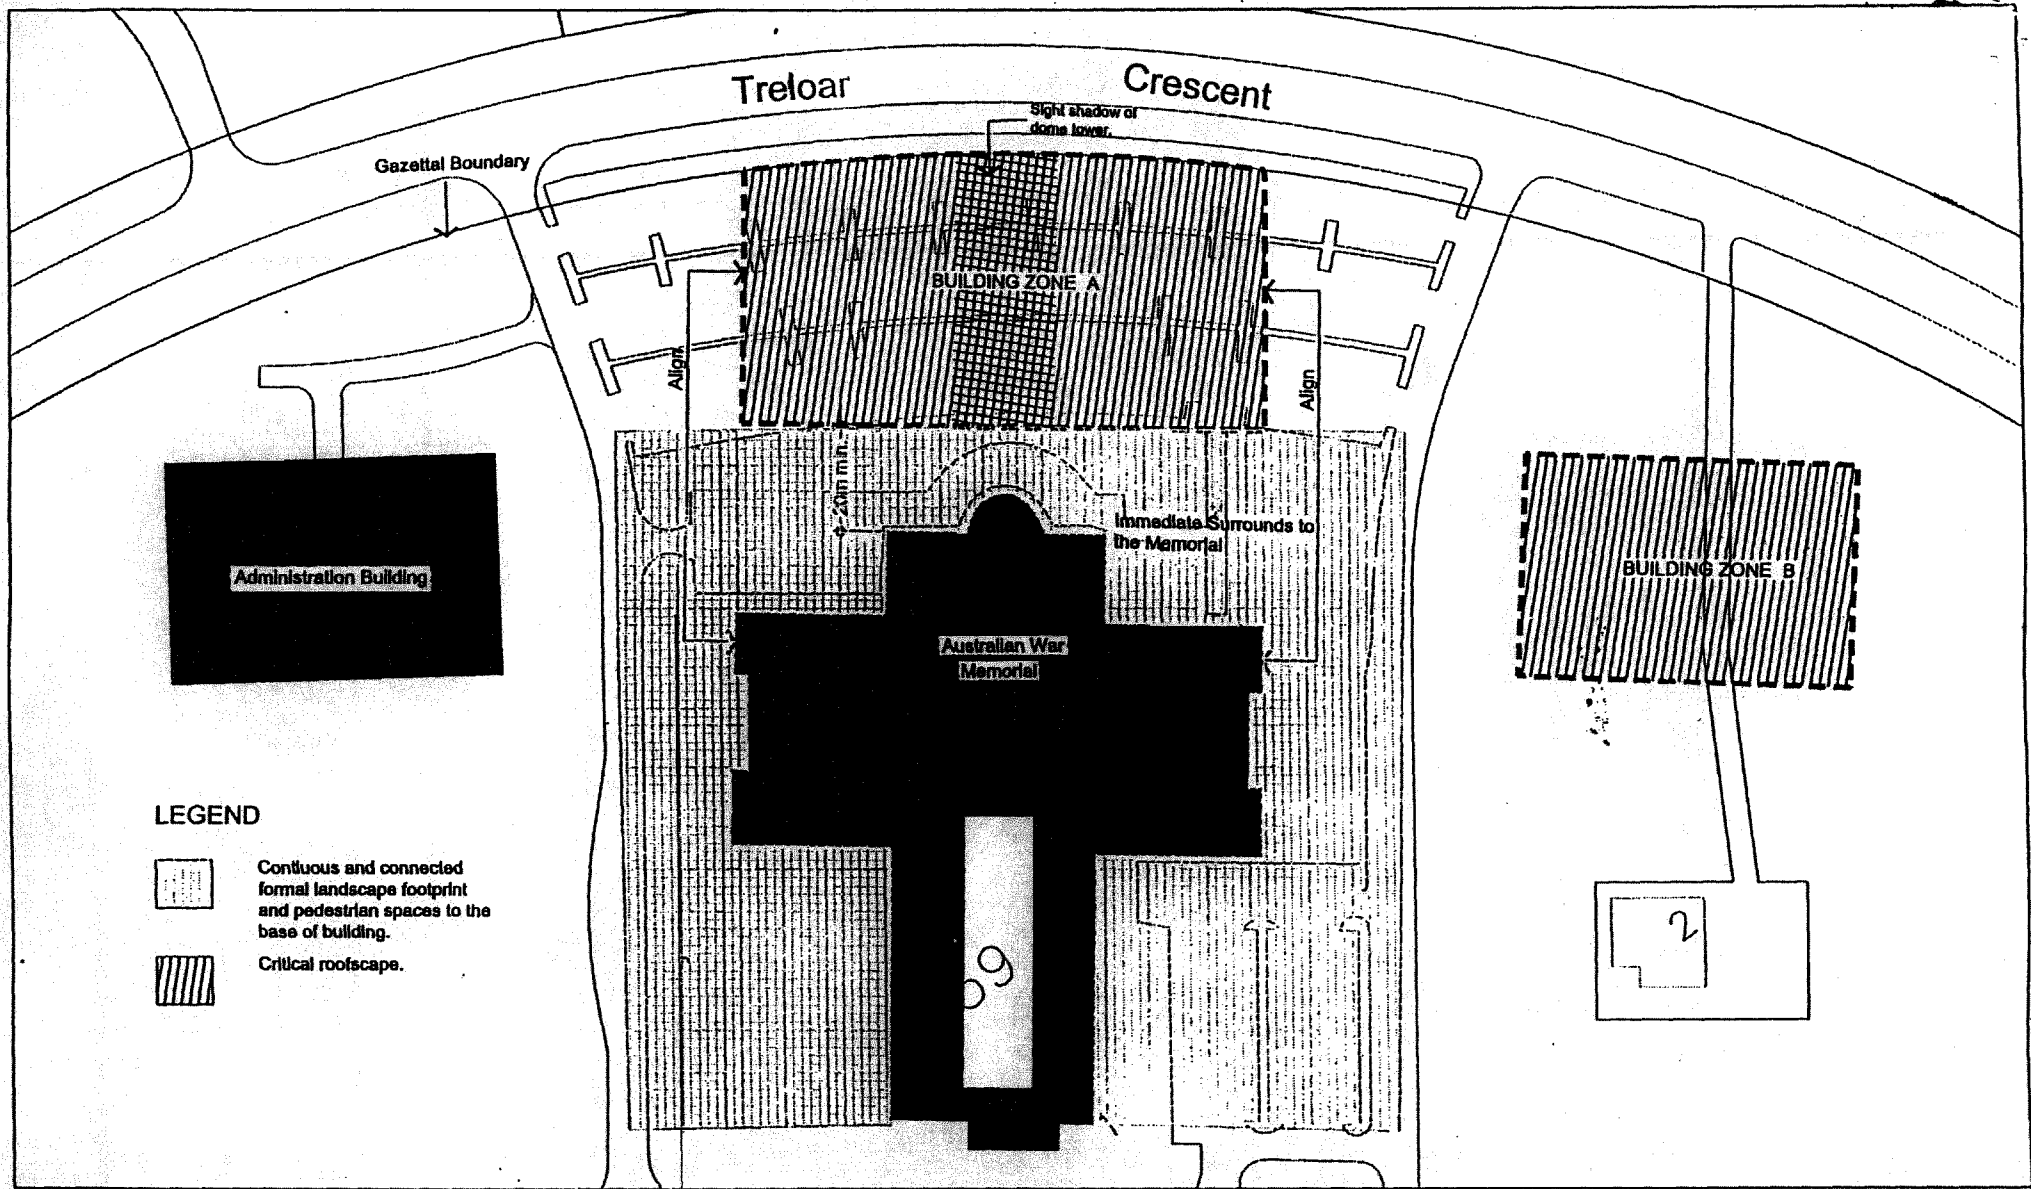 Treloar Crescent
Sight shadow of
dome tower.
Gazettal Boundary
BUILDING ZONE A
Align
Align
20m min.
Immediate Surrounds to
the Memorial
Administration Building
BUILDING ZONE B
Australian War
Memorial
LEGEND
Contiuous and connected
formal landscape footprint
and pedestrian spaces to the
base of building.
Critical roofscape.
2